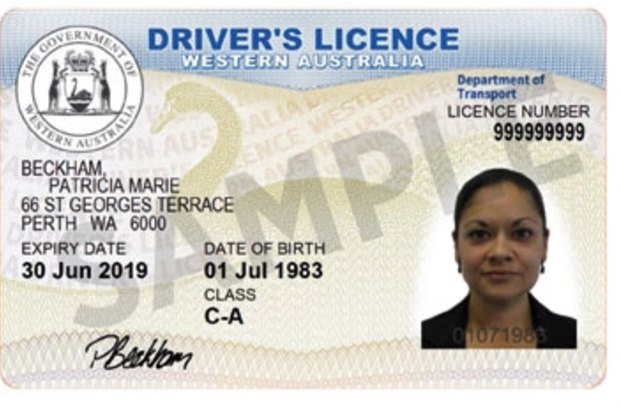 THE GOVERNMENT OF
WESTERN AUSTRALIA
DRIVER'S LICENCE
WESTERN AUSTRALIA
Department of
Transport
LICENCE NUMBER
999999999
BECKHAM,
PATRICIA MARIE
66 ST GEORGES TERRACE
PERTH WA 6000
EXPIRY DATE
30 Jun 2019
DATE OF BIRTH
01 Jul 1983
CLASS
C-A
SAMPLE
PBeckham
01071983